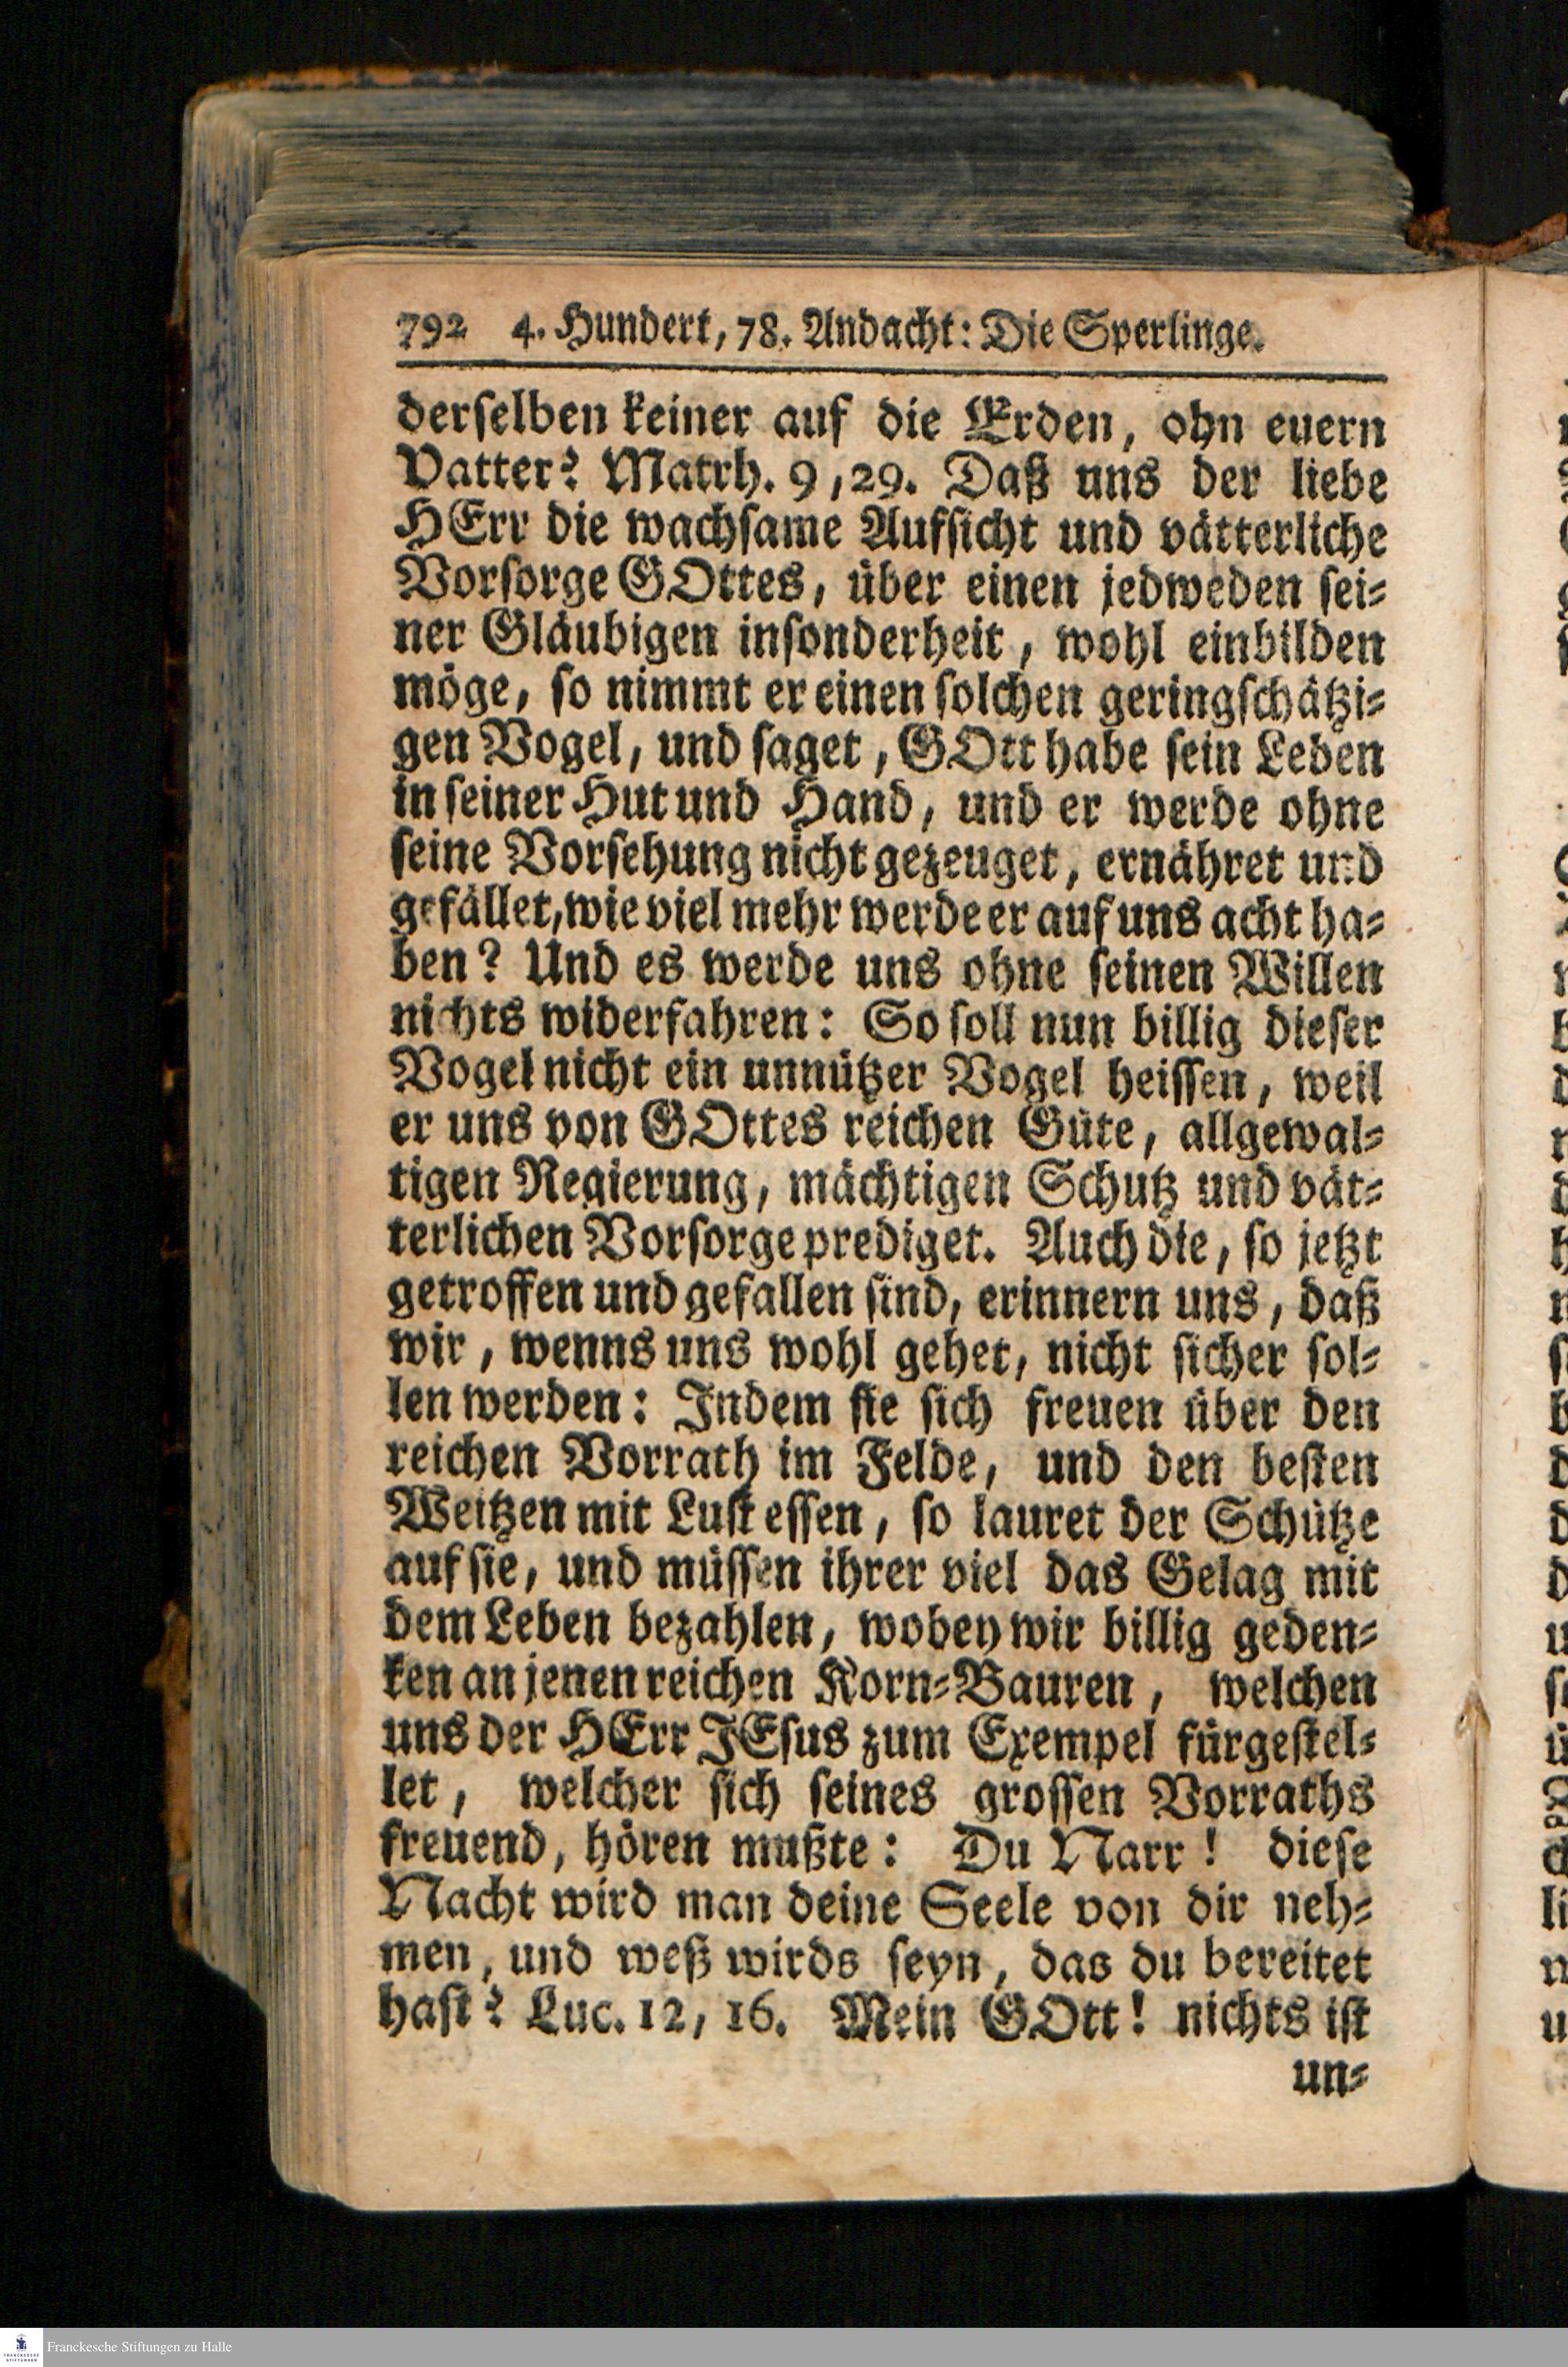 792 4. Hundert, 78. Andacht: Die Sperlinge.
derselben keiner auf die Erden, ohn euern
Vatter? Matrh. 9, 29. Daß uns der liebe
HErr die wachsame Aufsicht und vätterliche
Vorsorge GOttes, über einen jedweden sei-
ner Gläubigen insonderheit, wohl einbilden
möge, so nimmt er einen solchen geringschätzi-
gen Vogel, und saget, GOtt habe sein Leben
in seiner Hut und Hand, und er werde ohne
seine Vorsehung nicht gezeuget, ernähret und
gefället, wie viel mehr werde er auf uns acht ha-
ben? Und es werde uns ohne seinen Willen
nichts widerfahren: So soll nun billig dieser
Vogel nicht ein unnützer Vogel heissen, weil
er uns von GOttes reichen Güte, allgewal-
tigen Regierung, mächtigen Schutz und vät-
terlichen Vorsorge prediget. Auch die, so jetzt
getroffen und gefallen sind, erinnern uns, daß
wir, wenns uns wohl gehet, nicht sicher sol-
len werden: Indem sie sich freuen über den
reichen Vorrath im Felde, und den besten
Weitzen mit Lust essen, so lauret der Schütze
auf sie, und müssen ihrer viel das Gelag mit
dem Leben bezahlen, wobey wir billig geden-
ken an jenen reichen Korn-Bauren, welchen
uns der HErr JEsus zum Exempel fürgestel-
let, welcher sich seines grossen Vorraths
freuend, hören mußte: Du Narr! diese
Nacht wird man deine Seele von dir neh-
men, und weß wirds seyn, das du bereitet
hast? Luc. 12, 16. Mein GOtt! nichts ist
un-
Franckesche Stiftungen zu Halle